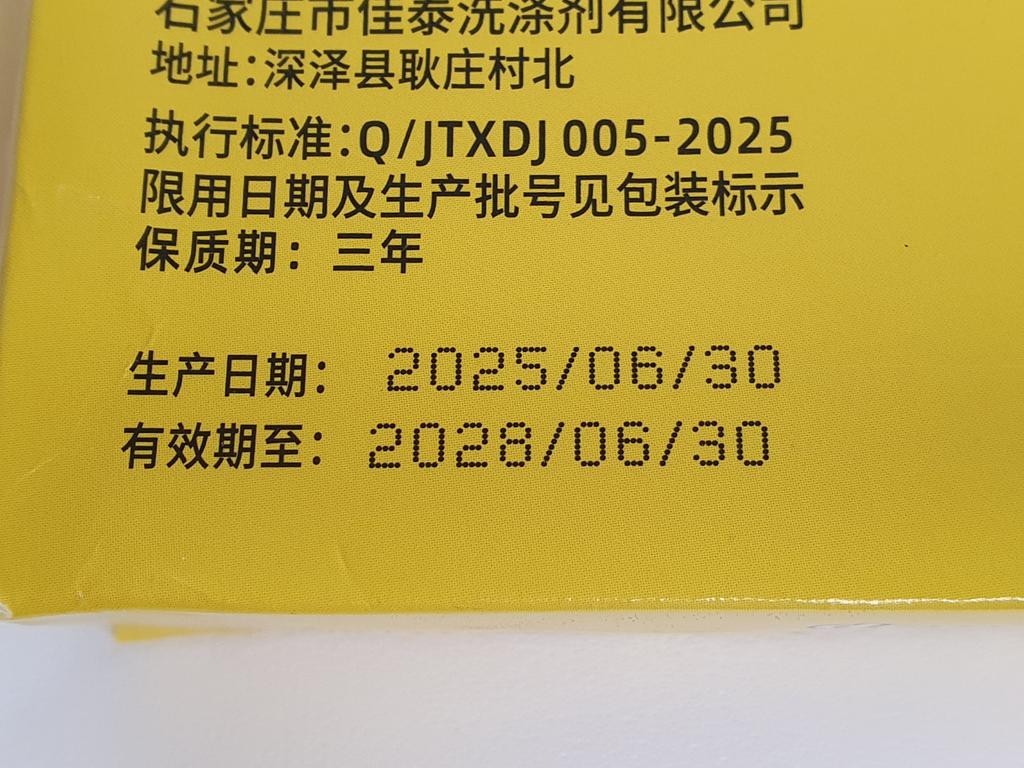 石家庄市佳泰洗涤剂有限公司
地址:深泽县耿庄村北
执行标准:Q/JTXDJ 005-2025
限用日期及生产批号见包装标示
保质期：三年
生产日期： 2025/06/30
有效期至： 2028/06/30